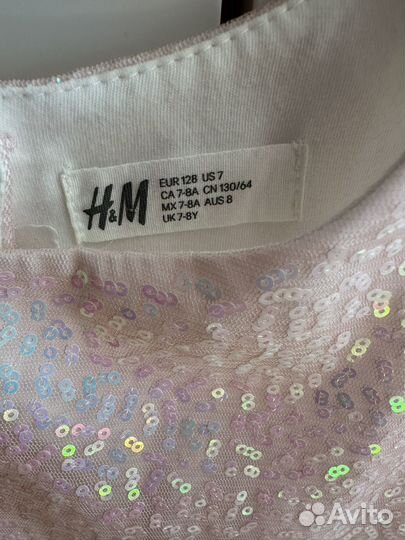 H&M
EUR 128 US 7
CA 7-8A CN 130/64
MX 7-8A AUS 8
UK 7-8Y
Avito